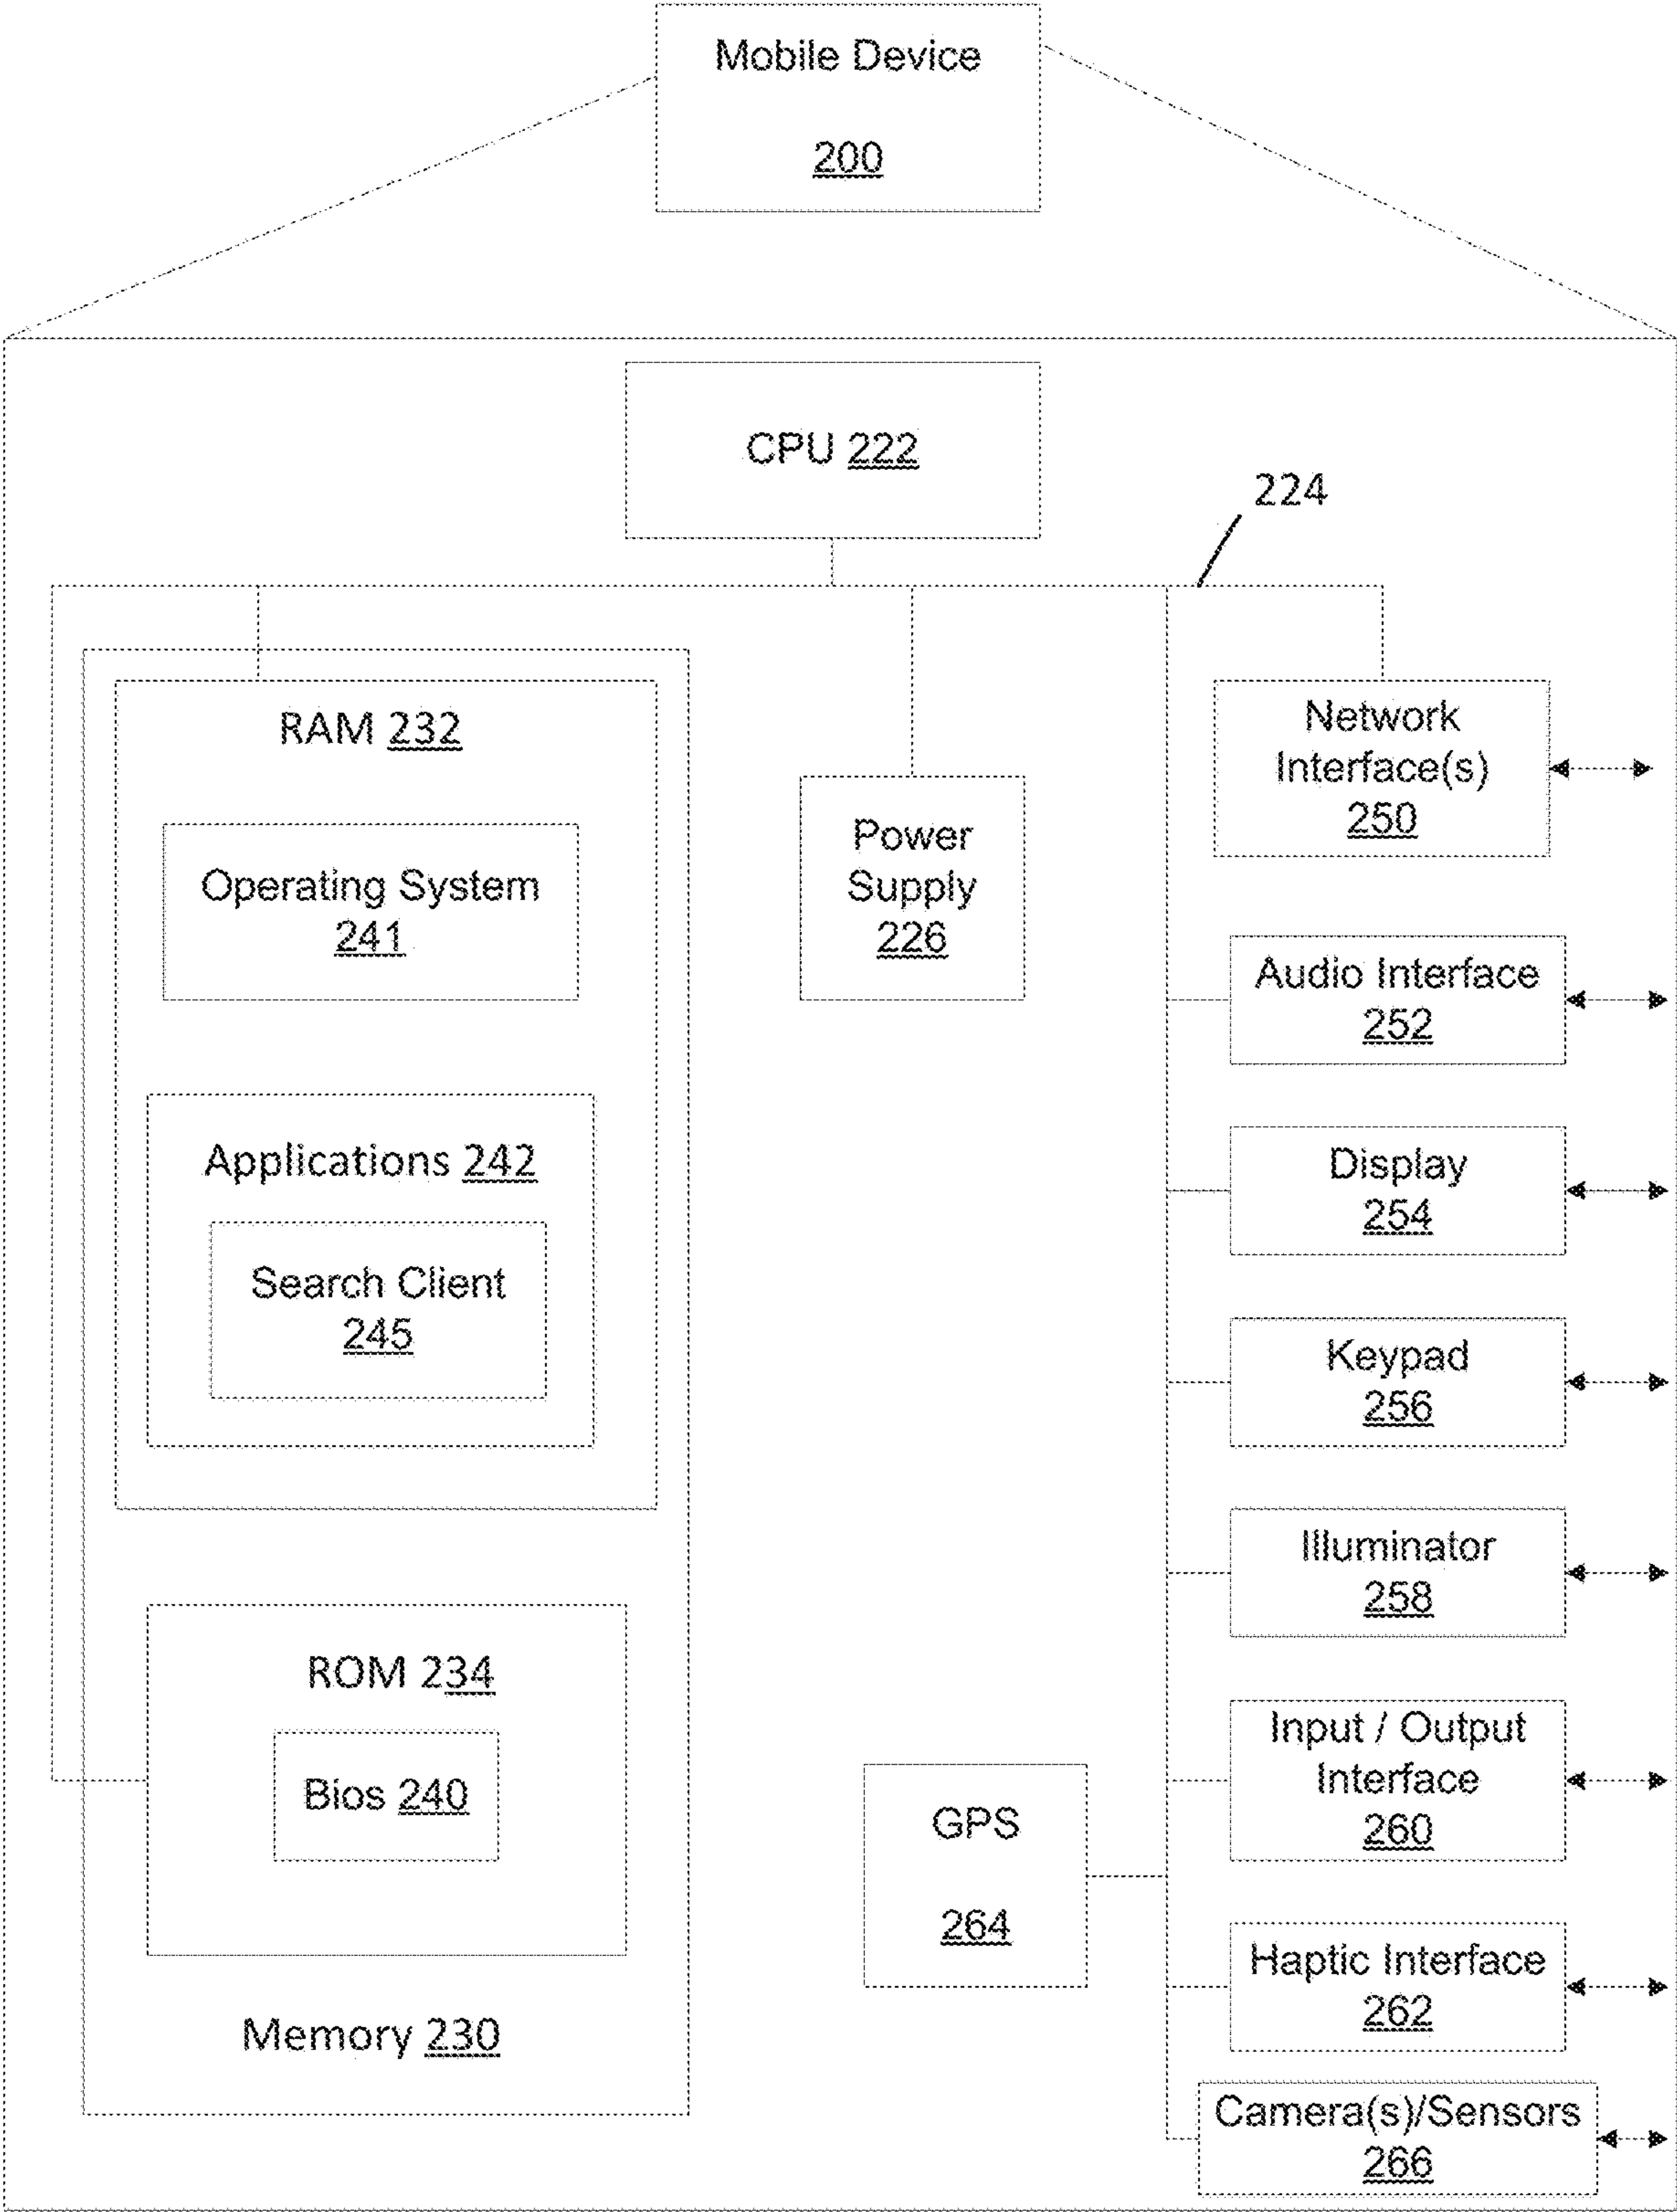 Mobile Device
200
CPU 222
224
RAM 232
Operating System
241
Applications 242
Search Client
245
ROM 234
Bios 240
Memory 230
Power
Supply
226
GPS
264
Network
Interface(s)
250
Audio Interface
252
Display
254
Keypad
256
Illuminator
258
Input / Output
Interface
260
Haptic Interface
262
Camera(s)/Sensors
266